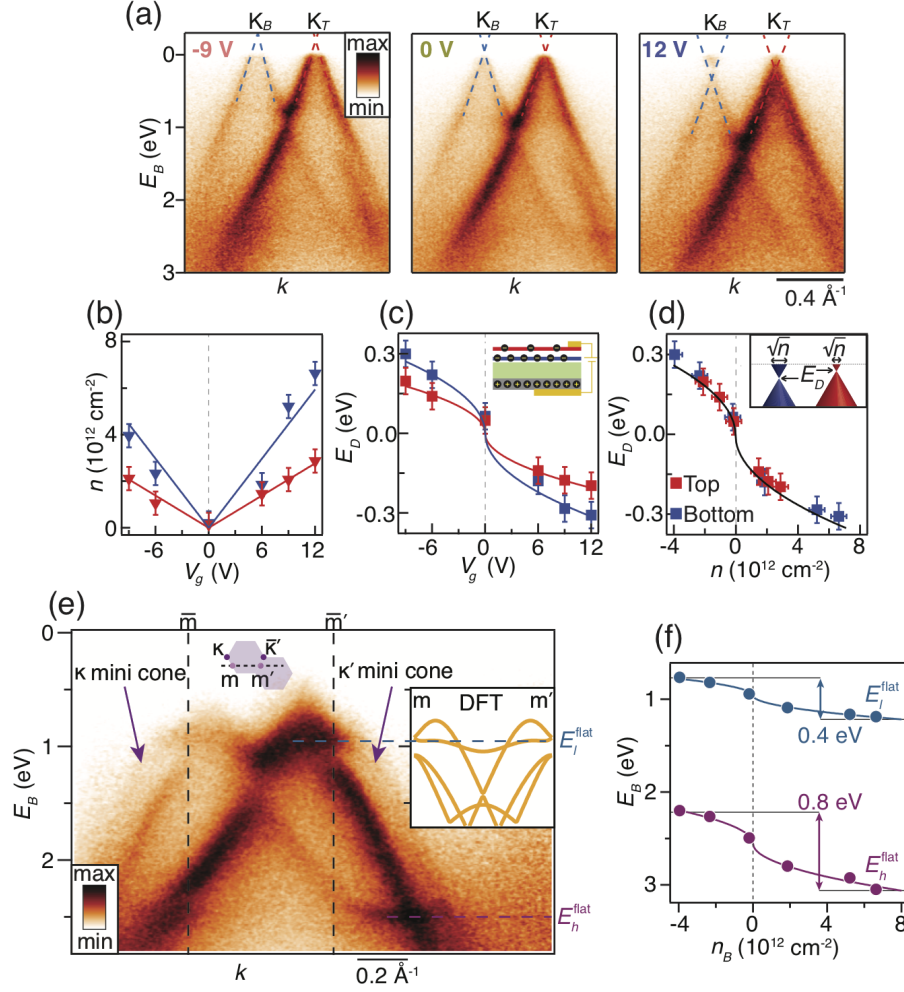 (a)
K_B K_T K_B K_T K_B K_T
-9 V max min 0 V 12 V
0
1
2
3
E_B (eV)
k k k
0.4 Å⁻¹
(b)
8
4
0
n (10¹² cm⁻²)
-6 0 6 12
V_g (V)
(c)
0.3
0.0
-0.3
E_D (eV)
-6 0 6 12
V_g (V)
(d)
√n √n
E_D
0.3
0.0
-0.3
E_D (eV)
Top
Bottom
-4 0 4 8
n (10¹² cm⁻²)
(e)
m̅ m̅′
0
1
2
E_B (eV)
κ mini cone
κ κ̅′
m m′
κ′ mini cone
m DFT m′
E_l^flat
E_h^flat
max
min
k
0.2 Å⁻¹
(f)
1
2
3
E_B (eV)
E_l^flat
0.4 eV
0.8 eV
E_h^flat
-4 0 4 8
n_B (10¹² cm⁻²)